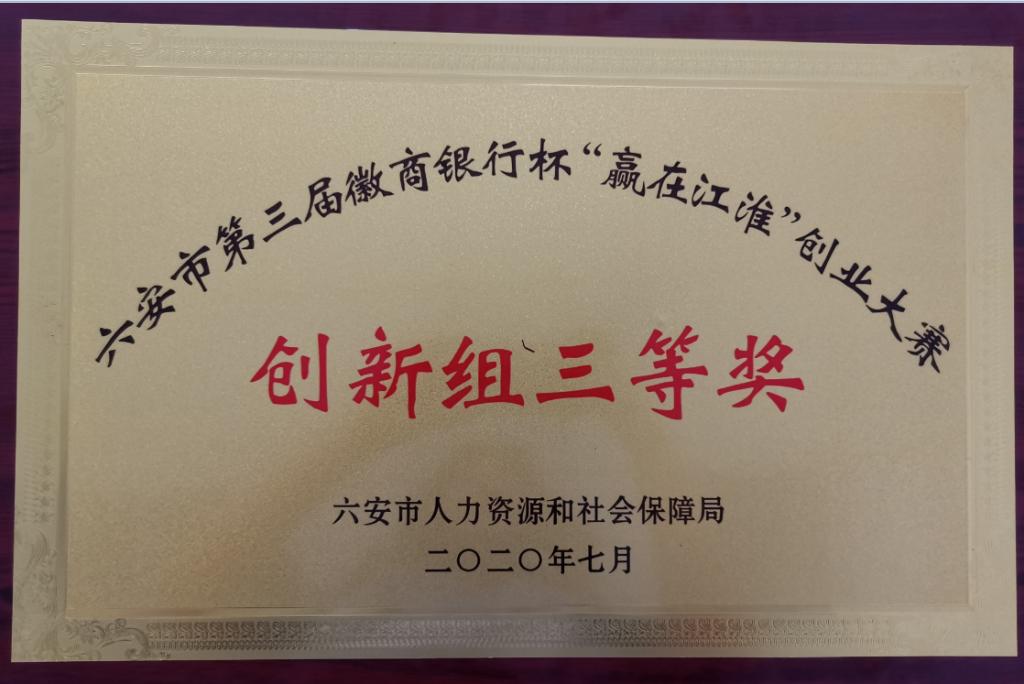 六安市第三届徽商银行杯“赢在江淮”创业大赛
创新组三等奖
六安市人力资源和社会保障局
二〇二〇年七月